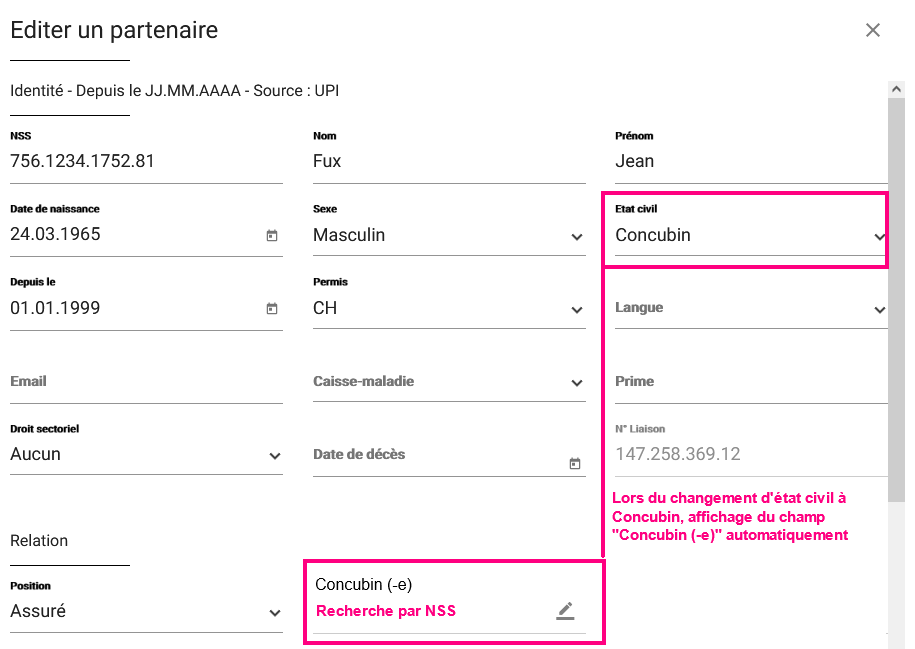 Editer un partenaire
Identité - Depuis le JJ.MM.AAAA - Source : UPI
NSS
756.1234.1752.81
Nom
Fux
Prénom
Jean
Date de naissance
24.03.1965
Sexe
Masculin
Etat civil
Concubin
Depuis le
01.01.1999
Permis
CH
Langue
Email
Caisse-maladie
Prime
Droit sectoriel
Aucun
Date de décès
N° Liaison
147.258.369.12
Lors du changement d'état civil à
Concubin, affichage du champ
"Concubin (-e)" automatiquement
Relation
Position
Assuré
Concubin (-e)
Recherche par NSS